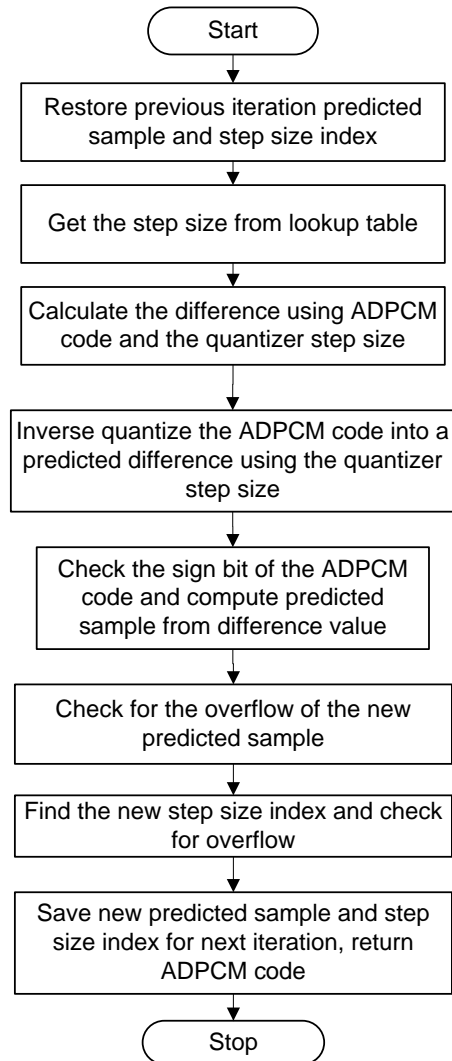 Start
Restore previous iteration predicted
sample and step size index
Get the step size from lookup table
Calculate the difference using ADPCM
code and the quantizer step size
Inverse quantize the ADPCM code into a
predicted difference using the quantizer
step size
Check the sign bit of the ADPCM
code and compute predicted
sample from difference value
Check for the overflow of the new
predicted sample
Find the new step size index and check
for overflow
Save new predicted sample and step
size index for next iteration, return
ADPCM code
Stop